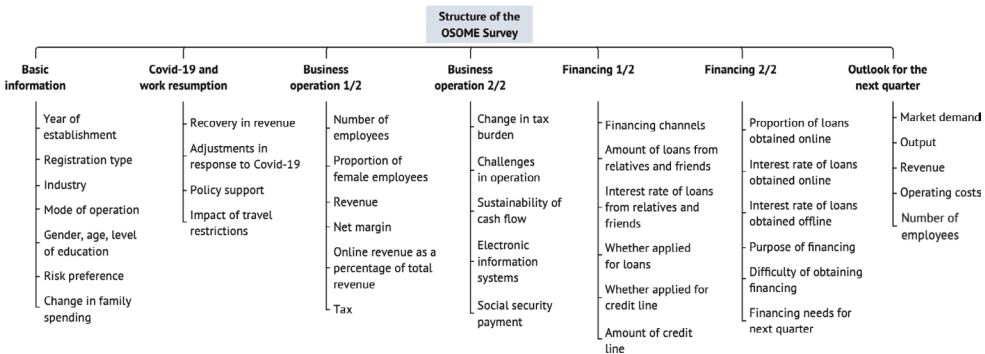 Structure of the
OSOME Survey
Basic
information
Year of
establishment
Registration type
Industry
Mode of operation
Gender, age, level
of education
Risk preference
Change in family
spending
Covid-19 and
work resumption
Recovery in revenue
Adjustments in
response to Covid-19
Policy support
Impact of travel
restrictions
Business
operation 1/2
Number of
employees
Proportion of
female employees
Revenue
Net margin
Online revenue as a
percentage of total
revenue
Tax
Business
operation 2/2
Change in tax
burden
Challenges
in operation
Sustainability of
cash flow
Electronic
information
systems
Social security
payment
Financing 1/2
Financing channels
Amount of loans from
relatives and friends
Interest rate of loans
from relatives and
friends
Whether applied
for loans
Whether applied for
credit line
Amount of credit
line
Financing 2/2
Proportion of loans
obtained online
Interest rate of loans
obtained online
Interest rate of loans
obtained offline
Purpose of financing
Difficulty of obtaining
financing
Financing needs for
next quarter
Outlook for the
next quarter
Market demand
Output
Revenue
Operating costs
Number of
employees